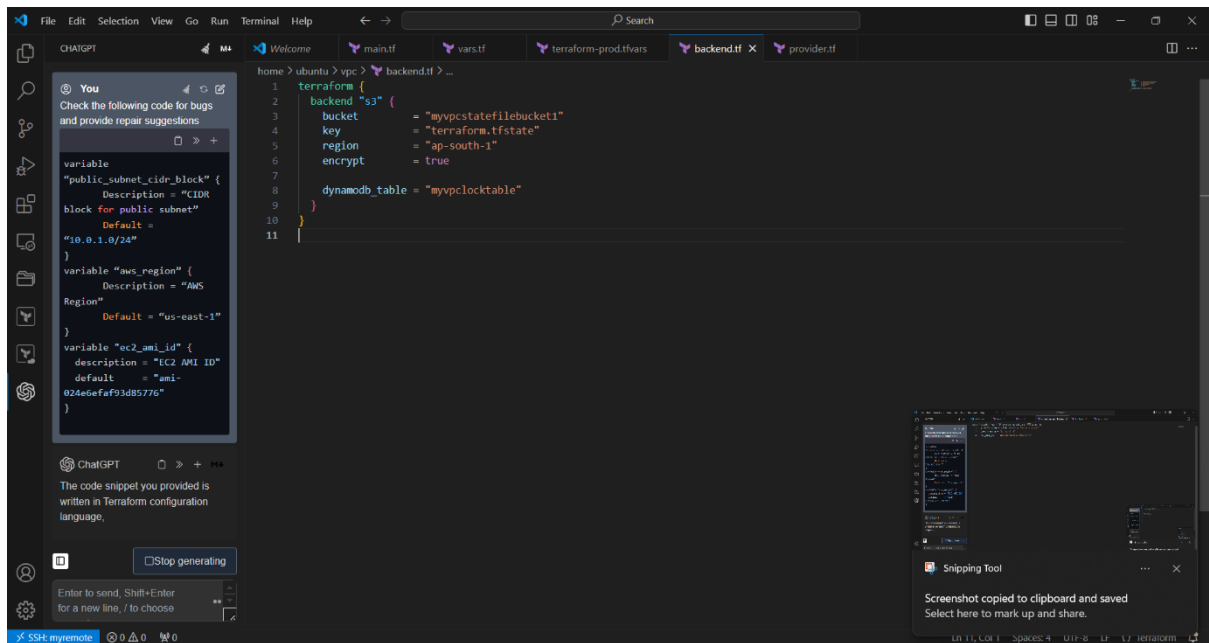 File Edit Selection View Go Run Terminal Help
Search
CHATGPT
M↓
Welcome
main.tf
vars.tf
terraform-prod.tfvars
backend.tf
provider.tf
home > ubuntu > vpc > backend.tf > ...
You
Check the following code for bugs
and provide repair suggestions
variable
"public_subnet_cidr_block" {
Description = “CIDR
block for public subnet”
Default =
“10.0.1.0/24”
}
variable “aws_region” {
Description = “AWS
Region”
Default = “us-east-1”
}
variable "ec2_ami_id" {
description = "EC2 AMI ID"
default = "ami-
024e6efaf93d85776"
}
ChatGPT
M↓
The code snippet you provided is
written in Terraform configuration
language,
Stop generating
Enter to send, Shift+Enter
for a new line, / to choose
1 terraform {
2 backend "s3" {
3 bucket = "myvpcstatefilebucket1"
4 key = "terraform.tfstate"
5 region = "ap-south-1"
6 encrypt = true
7
8 dynamodb_table = "myvpclocktable"
9 }
10 }
11
Snipping Tool
Screenshot copied to clipboard and saved
Select here to mark up and share.
SSH: myremote 0 0 0
Ln 11, Col 1 Spaces: 4 UTF-8 LF {} Terraform